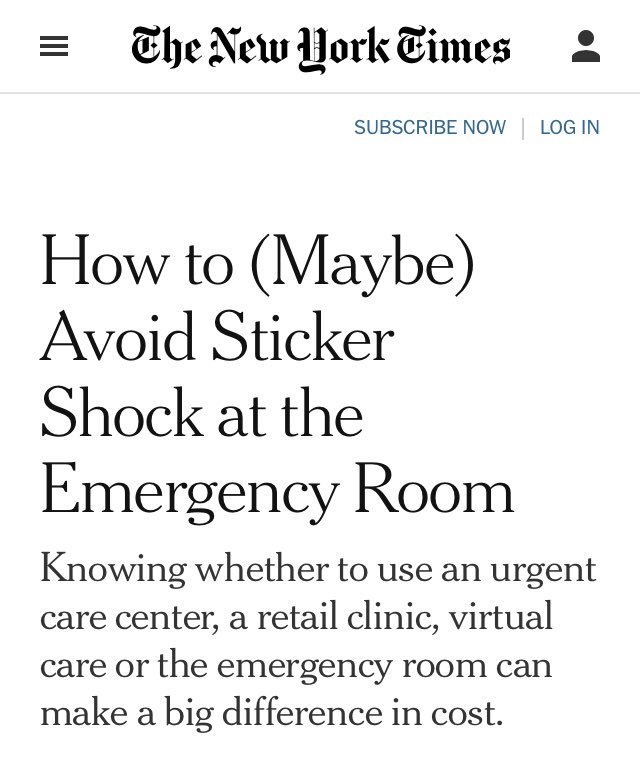 The New York Times
SUBSCRIBE NOW | LOG IN
How to (Maybe)
Avoid Sticker
Shock at the
Emergency Room
Knowing whether to use an urgent
care center, a retail clinic, virtual
care or the emergency room can
make a big difference in cost.